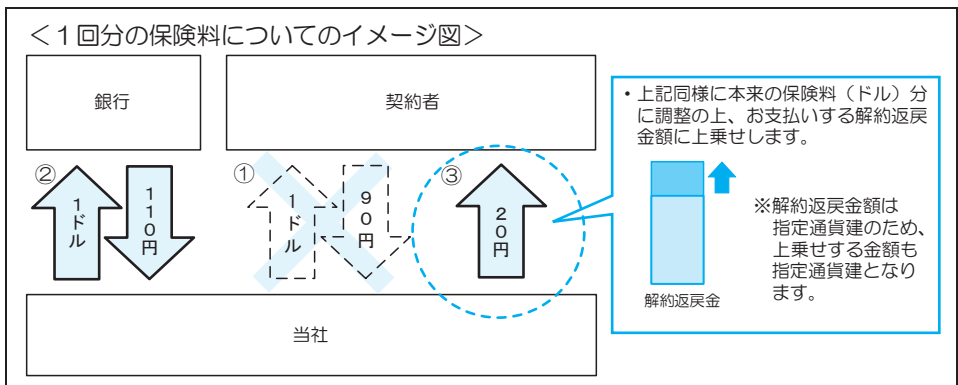 ＜１回分の保険料についてのイメージ図＞
銀行
契約者
②
1ドル
110円
①
1ドル
90円
③
20円
当社
・上記同様に本来の保険料（ドル）分
に調整の上、お支払いする解約返戻
金額に上乗せします。
解約返戻金
※解約返戻金額は
指定通貨建のため、
上乗せする金額も
指定通貨建となり
ます。